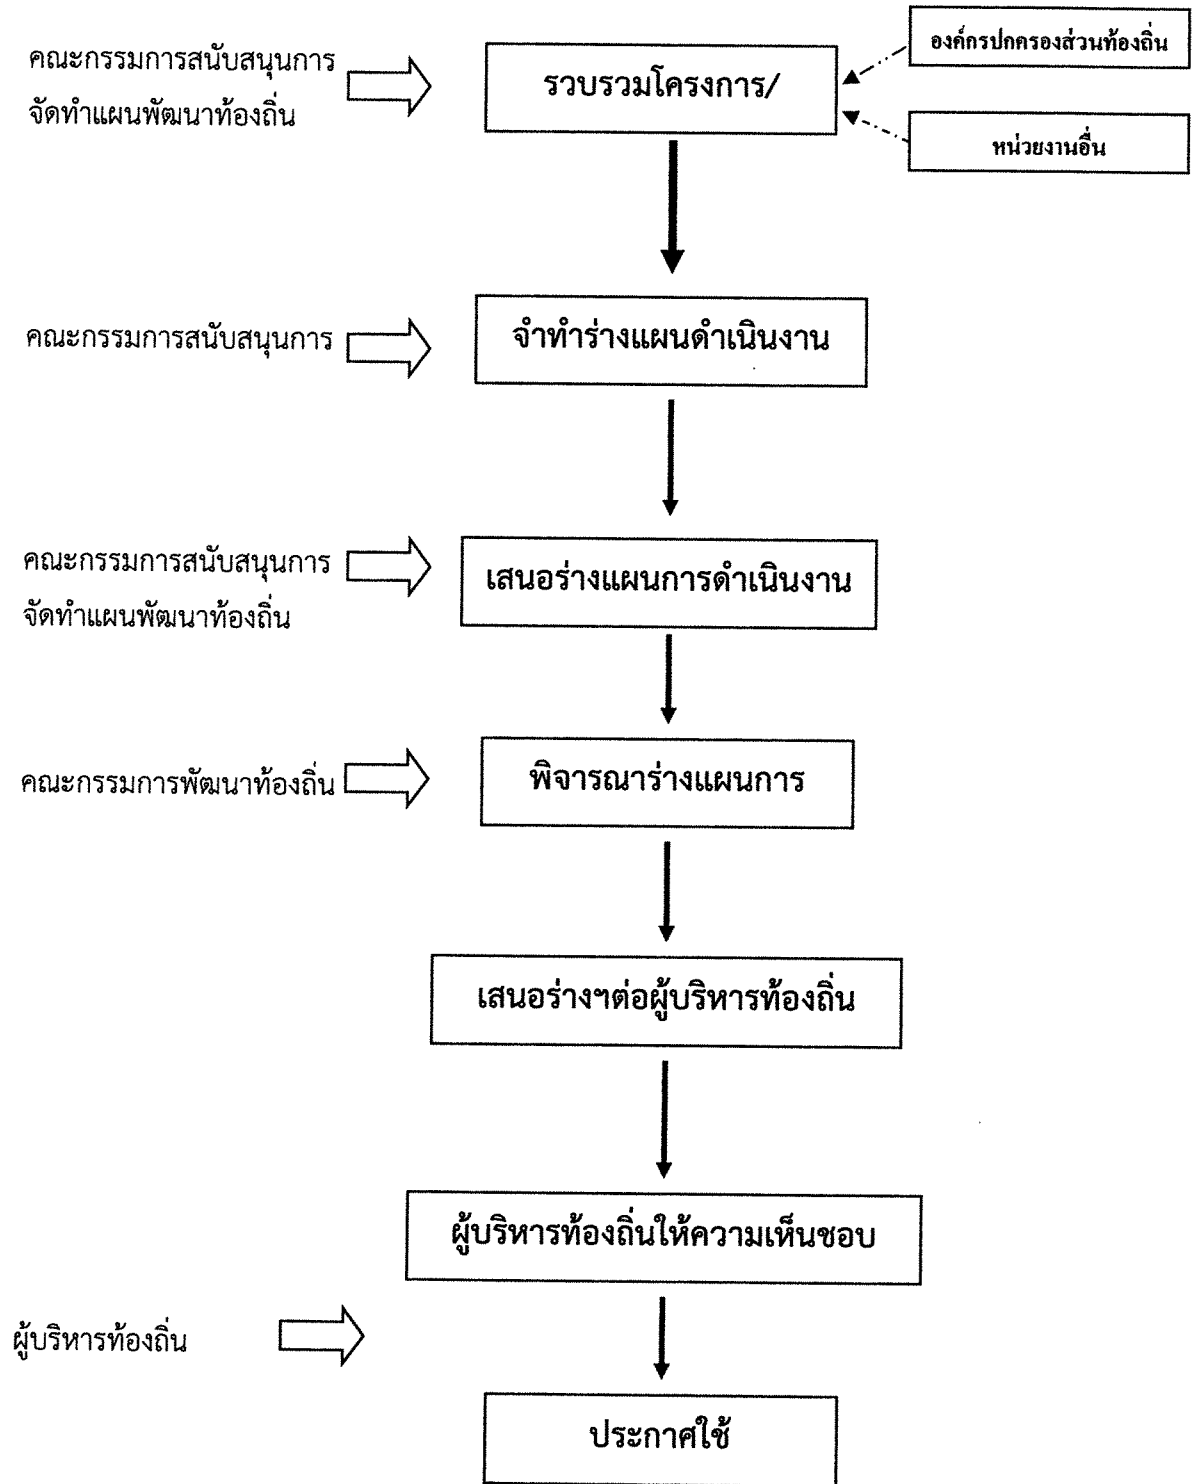 คณะกรรมการสนับสนุนการ
จัดทำแผนพัฒนาท้องถิ่น
รวบรวมโครงการ/
องค์กรปกครองส่วนท้องถิ่น
หน่วยงานอื่น
คณะกรรมการสนับสนุนการ
จำทำร่างแผนดำเนินงาน
คณะกรรมการสนับสนุนการ
จัดทำแผนพัฒนาท้องถิ่น
เสนอร่างแผนการดำเนินงาน
คณะกรรมการพัฒนาท้องถิ่น
พิจารณาร่างแผนการ
เสนอร่างฯต่อผู้บริหารท้องถิ่น
ผู้บริหารท้องถิ่นให้ความเห็นชอบ
ผู้บริหารท้องถิ่น
ประกาศใช้